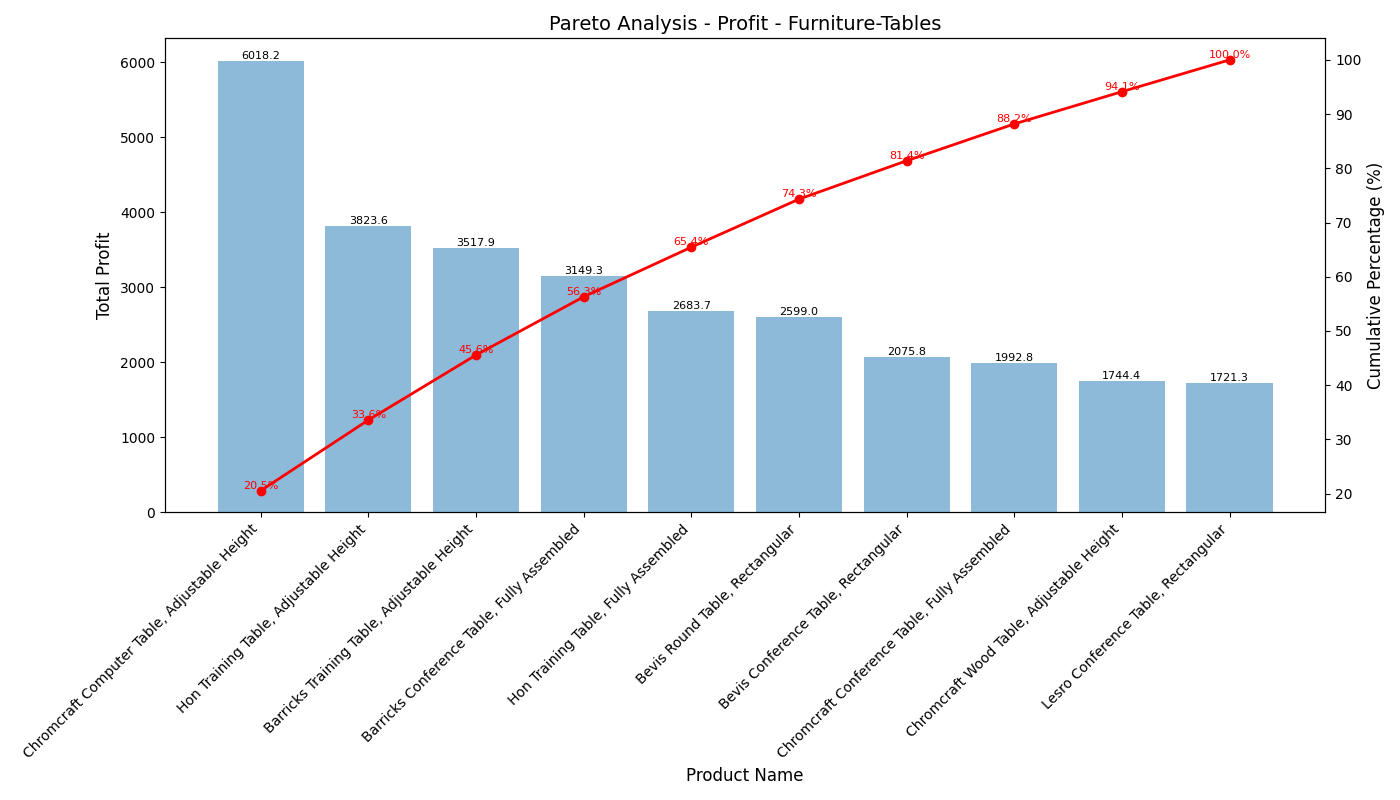 Pareto Analysis - Profit - Furniture-Tables
Total Profit
6000
5000
4000
3000
2000
1000
0
6018.2
3823.6
3517.9
3149.3
2683.7
2599.0
2075.8
1992.8
1744.4
1721.3
20.5%
33.6%
45.6%
56.3%
65.4%
74.3%
81.4%
88.2%
94.1%
100.0%
100
90
80
70
60
50
40
30
20
Cumulative Percentage (%)
Chromcraft Computer Table, Adjustable Height
Hon Training Table, Adjustable Height
Barricks Training Table, Adjustable Height
Barricks Conference Table, Fully Assembled
Hon Training Table, Fully Assembled
Bevis Round Table, Rectangular
Bevis Conference Table, Rectangular
Chromcraft Conference Table, Fully Assembled
Chromcraft Wood Table, Adjustable Height
Lesro Conference Table, Rectangular
Product Name